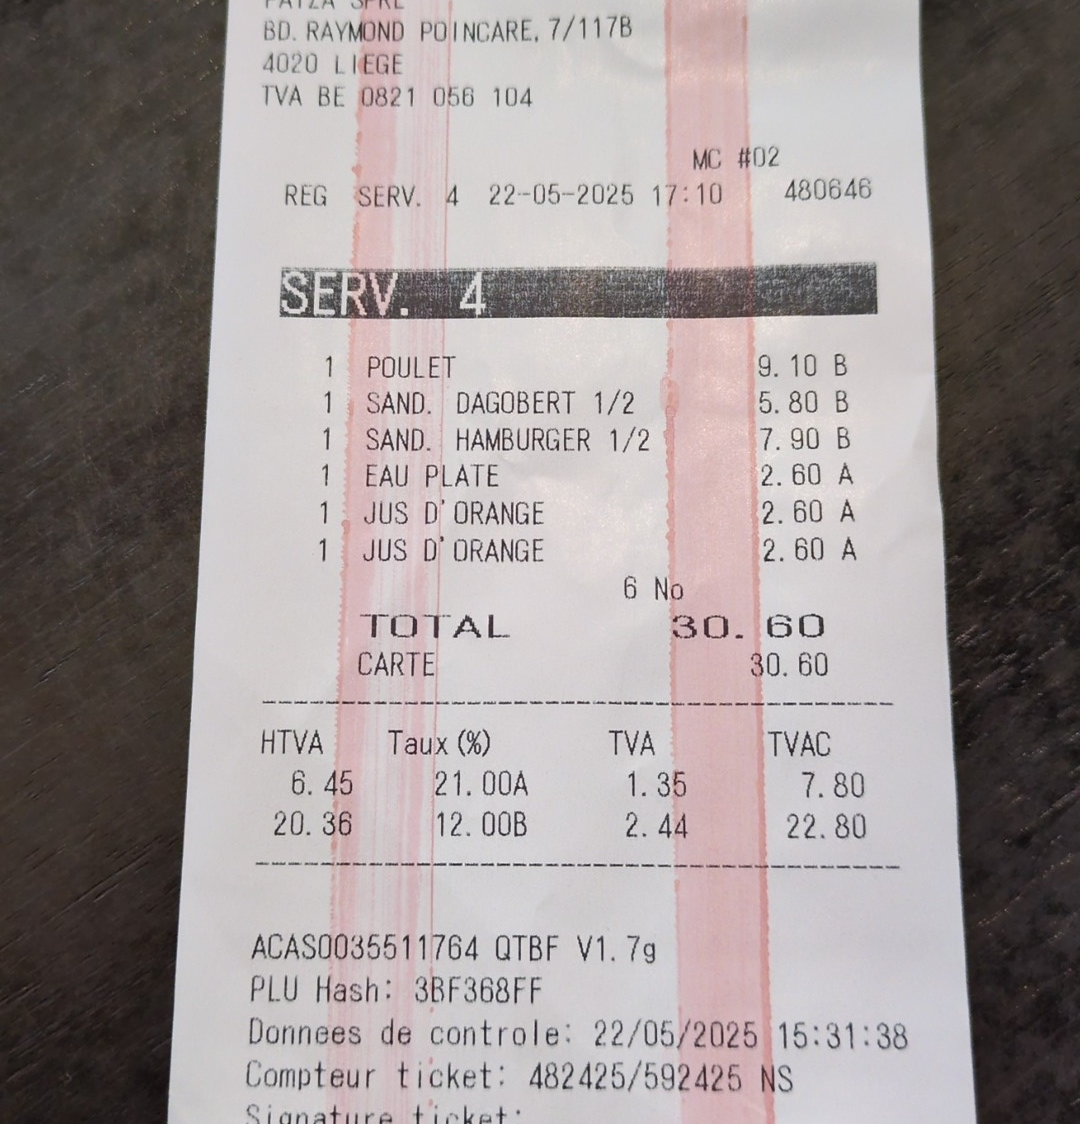 PATZA SPRL
BD. RAYMOND POINCARE, 7/117B
4020 LIEGE
TVA BE 0821 056 104
MC #02
REG SERV. 4 22-05-2025 17:10 480646
SERV. 4
1 POULET 9.10 B
1 SAND. DAGOBERT 1/2 5.80 B
1 SAND. HAMBURGER 1/2 7.90 B
1 EAU PLATE 2.60 A
1 JUS D'ORANGE 2.60 A
1 JUS D'ORANGE 2.60 A
6 No
TOTAL 30.60
CARTE 30.60
HTVA Taux (%) TVA TVAC
6.45 21.00A 1.35 7.80
20.36 12.00B 2.44 22.80
ACAS0035511764 QTBF V1.7g
PLU Hash: 3BF368FF
Donnees de controle: 22/05/2025 15:31:38
Compteur ticket: 482425/592425 NS
Signature ticket: